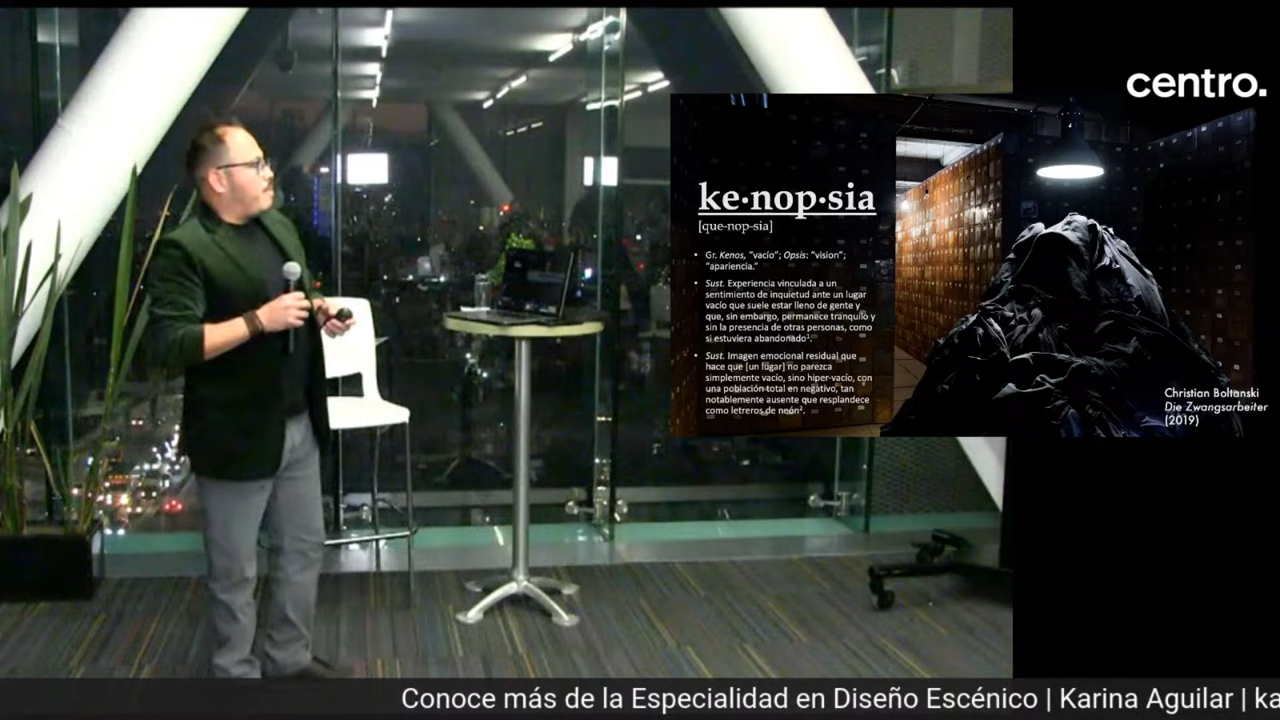 centro.
ke·nop·sia
[que-nop-sia]
• Gr. Kenos, “vacío”; Opsis: “vision”;
“apariencia.”
• Sust. Experiencia vinculada a un
sentimiento de inquietud ante un lugar
vacío que suele estar lleno de gente y
que, sin embargo, permanece tranquilo y
sin la presencia de otras personas, como
si estuviera abandonado¹.
• Sust. Imagen emocional residual que
hace que [un lugar] no parezca
simplemente vacío, sino hiper-vacío, con
una población total en negativo, tan
notablemente ausente que resplandece
como letreros de neón².
Christian Boltanski
Die Zwangsarbeiter
(2019)
Conoce más de la Especialidad en Diseño Escénico | Karina Aguilar | ka